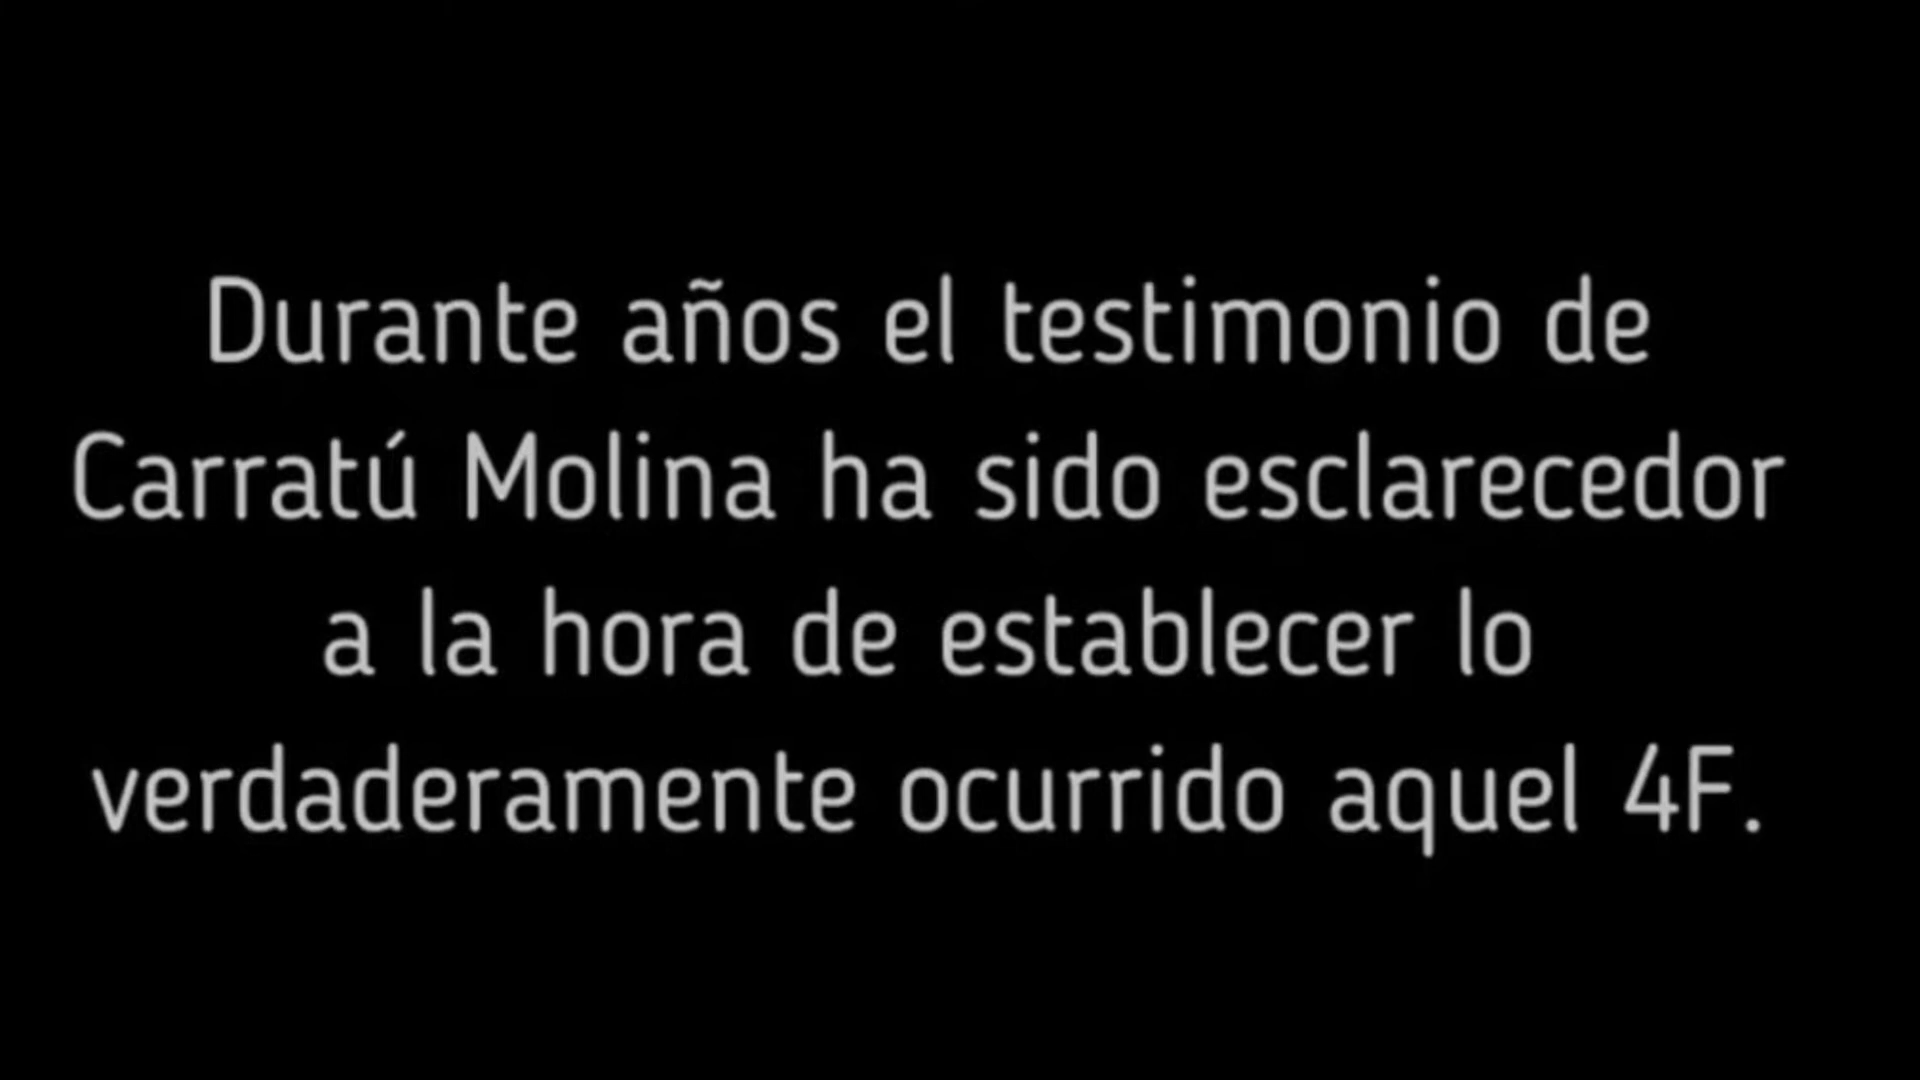 Durante años el testimonio de
Carratú Molina ha sido esclarecedor
a la hora de establecer lo
verdaderamente ocurrido aquel 4F.